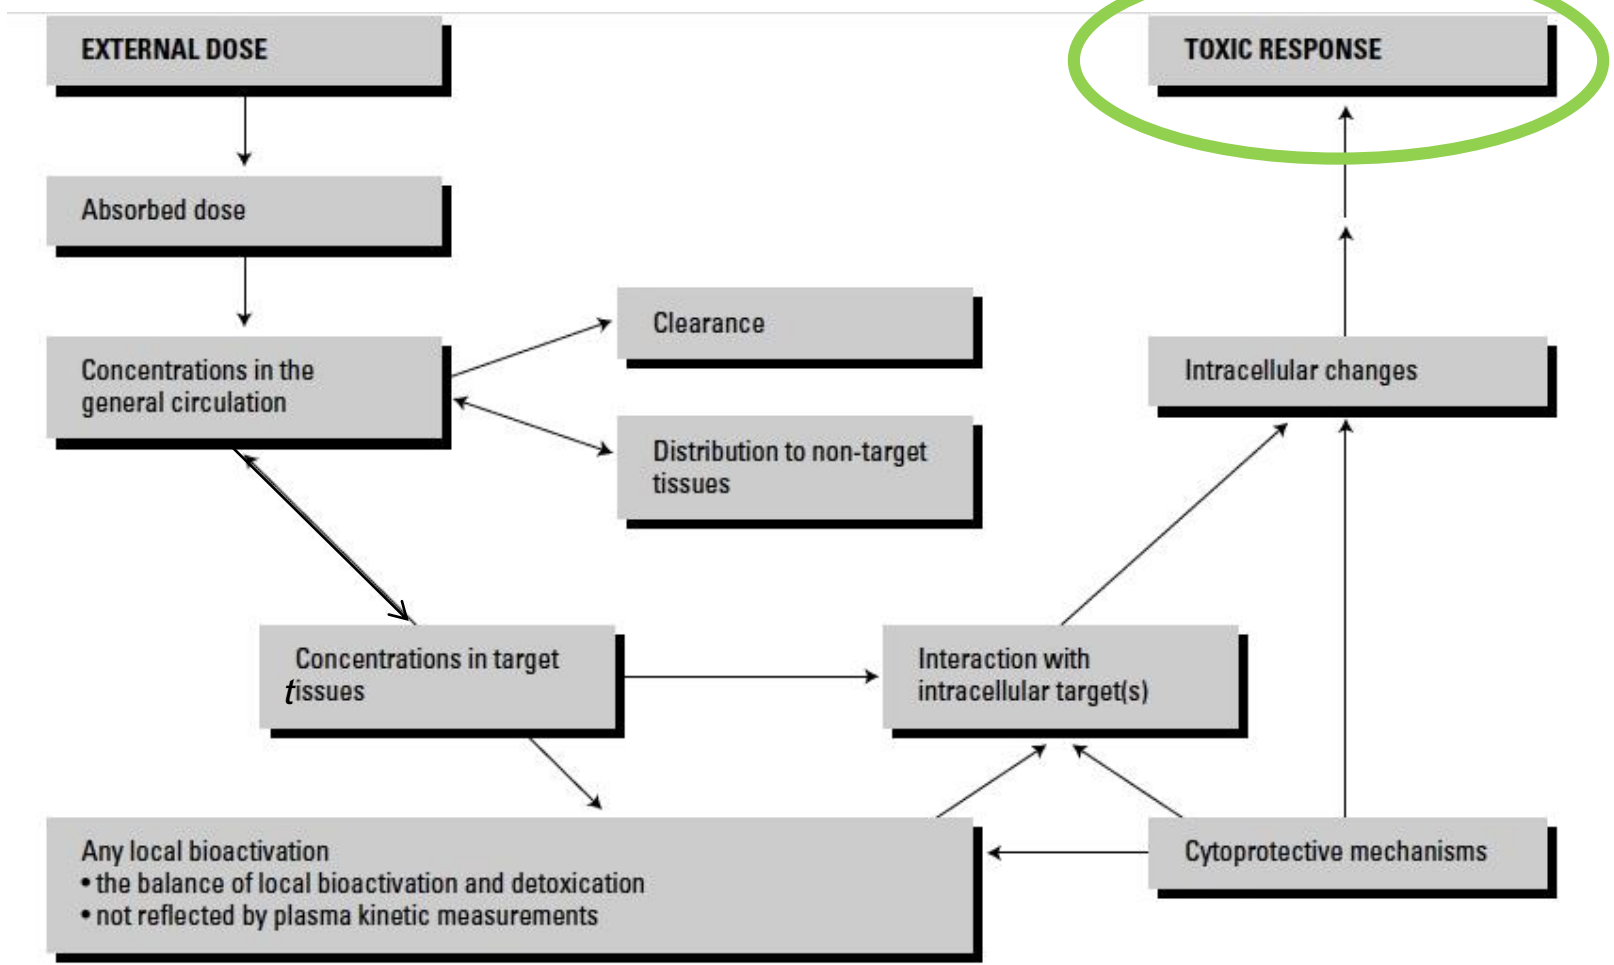 EXTERNAL DOSE
TOXIC RESPONSE
Absorbed dose
Clearance
Concentrations in the
general circulation
Intracellular changes
Distribution to non-target
tissues
Concentrations in target
tissues
Interaction with
intracellular target(s)
Any local bioactivation
• the balance of local bioactivation and detoxication
• not reflected by plasma kinetic measurements
Cytoprotective mechanisms